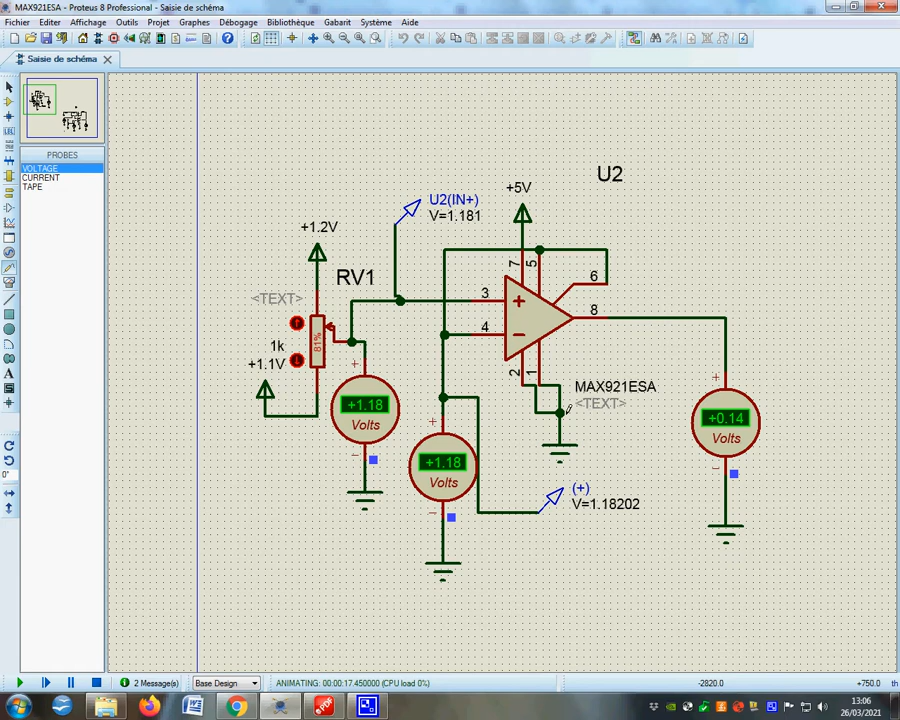 MAX921ESA - Proteus 8 Professional - Saisie de schéma
Fichier Editer Affichage Outils Projet Graphes Débogage Bibliothèque Gabarit Système Aide
Saisie de schéma
PROBES
VOLTAGE
CURRENT
TAPE
U2
+5V
U2(IN+)
V=1.181
+1.2V
RV1
<TEXT>
7
5
6
3
8
4
81%
1k
+1.1V
2
1
MAX921ESA
<TEXT>
+1.18
Volts
+0.14
Volts
+1.18
Volts
(+)
V=1.18202
0°
2 Message(s)
Base Design
ANIMATING: 00:00:17.450000 (CPU load 0%)
-2820.0
+750.0
th
13:06
26/03/2021